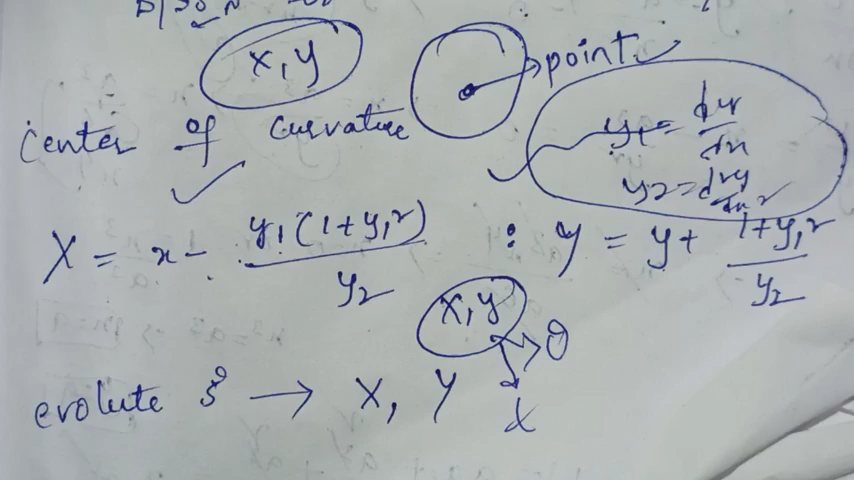 X, Y
point
y₁ = dy/dx
center of curvature
y₂ = d²y/dx²
X = x - y₁(1+y₁²)/y₂ : Y = y + 1+y₁²/y₂
X, Y
θ
evolute → X, Y